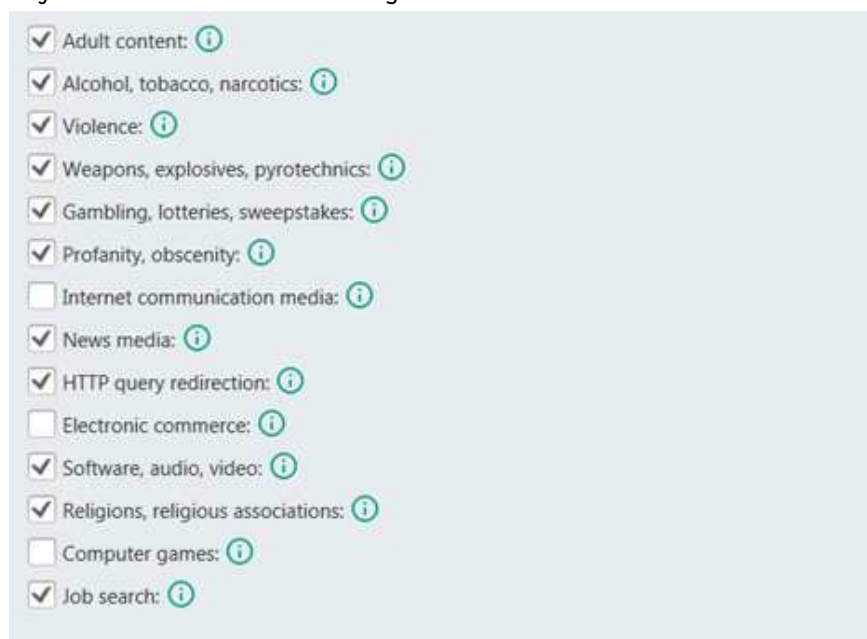 Adult content:
Alcohol, tobacco, narcotics:
Violence:
Weapons, explosives, pyrotechnics:
Gambling, lotteries, sweepstakes:
Profanity, obscenity:
Internet communication media:
News media:
HTTP query redirection:
Electronic commerce:
Software, audio, video:
Religions, religious associations:
Computer games:
Job search: